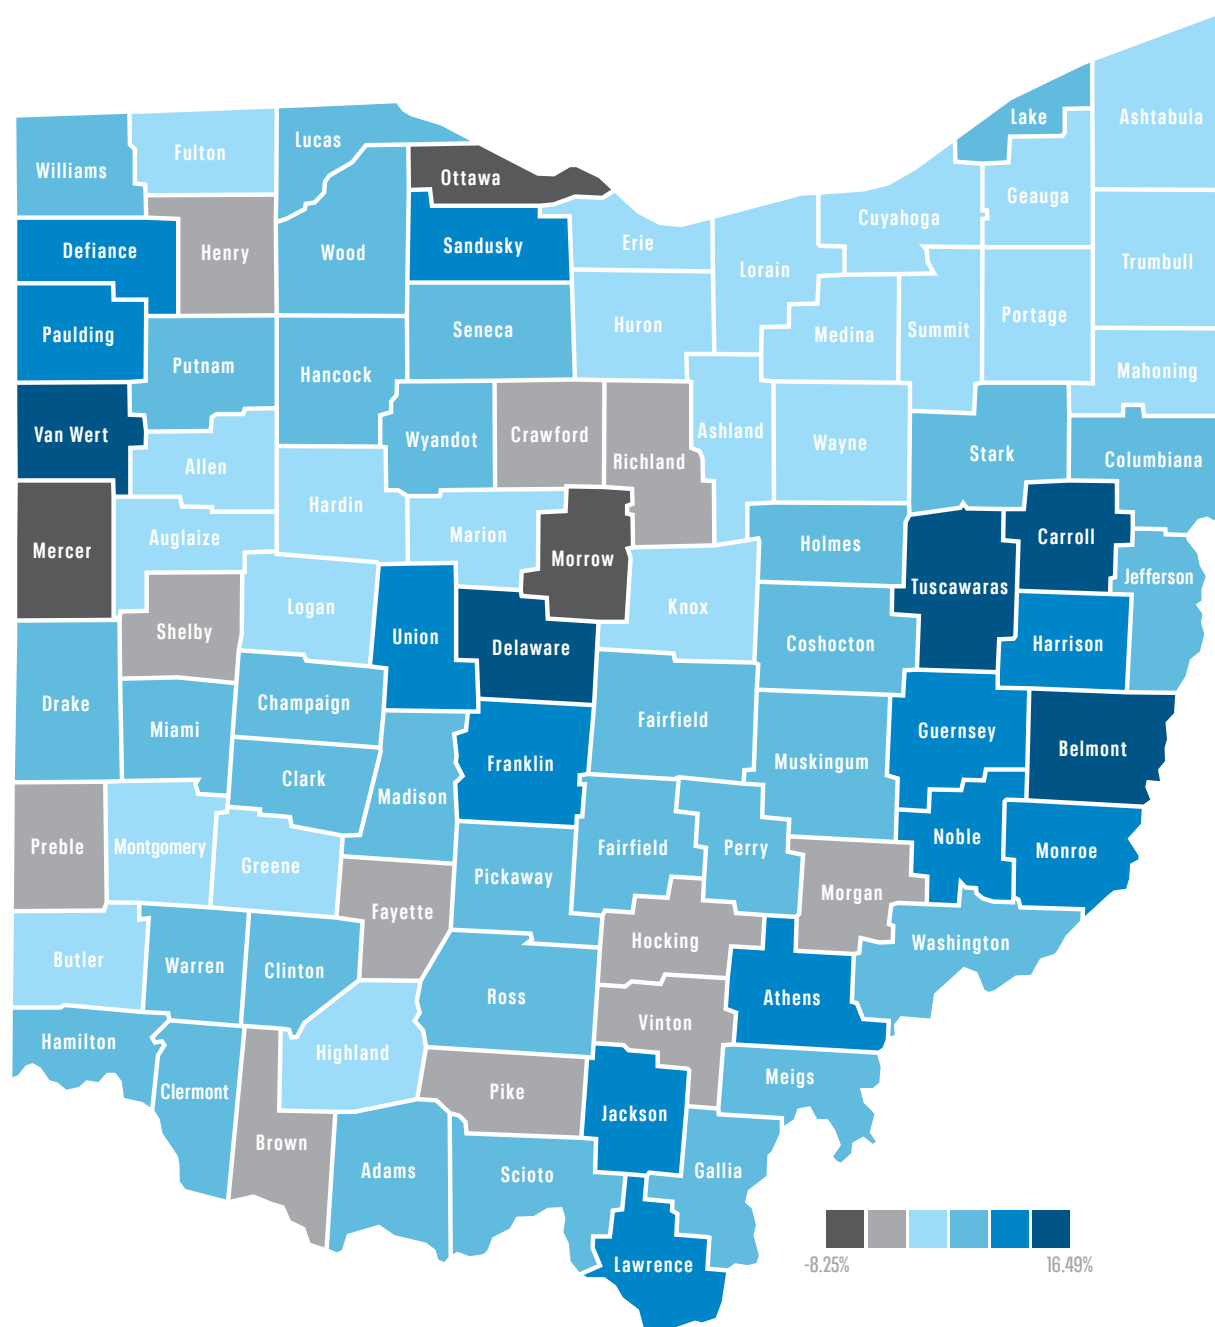 Lake
Ashtabula
Lucas
Fulton
Williams
Ottawa
Geauga
Cuyahoga
Erie
Sandusky
Defiance
Henry
Wood
Trumbull
Lorain
Portage
Huron
Seneca
Summit
Medina
Paulding
Putnam
Hancock
Mahoning
Van Wert
Crawford
Ashland
Wyandot
Wayne
Stark
Columbiana
Richland
Allen
Hardin
Marion
Auglaize
Carroll
Holmes
Mercer
Morrow
Jefferson
Tuscawaras
Logan
Knox
Shelby
Union
Delaware
Coshocton
Harrison
Drake
Champaign
Miami
Fairfield
Guernsey
Belmont
Franklin
Muskingum
Clark
Madison
Preble
Montgomery
Fairfield
Perry
Noble
Monroe
Greene
Pickaway
Morgan
Fayette
Hocking
Washington
Butler
Warren
Clinton
Ross
Athens
Vinton
Hamilton
Highland
Meigs
Clermont
Pike
Jackson
Brown
Adams
Scioto
Gallia
Lawrence
-8.25%
16.49%